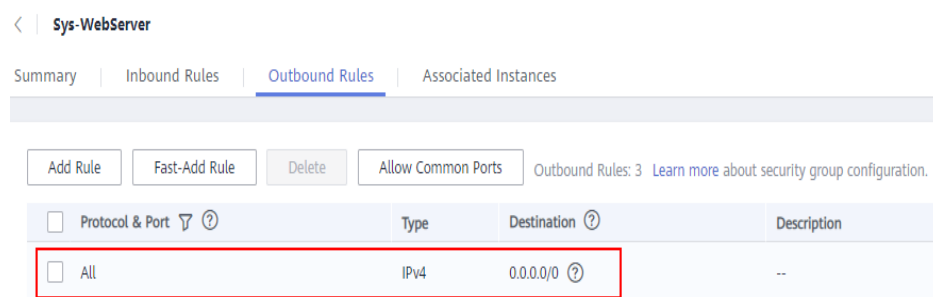 Sys-WebServer
Summary Inbound Rules Outbound Rules Associated Instances
Add Rule Fast-Add Rule Delete Allow Common Ports Outbound Rules: 3 Learn more about security group configuration.
Protocol & Port ? Type Destination ? Description
All IPv4 0.0.0.0/0 ? --